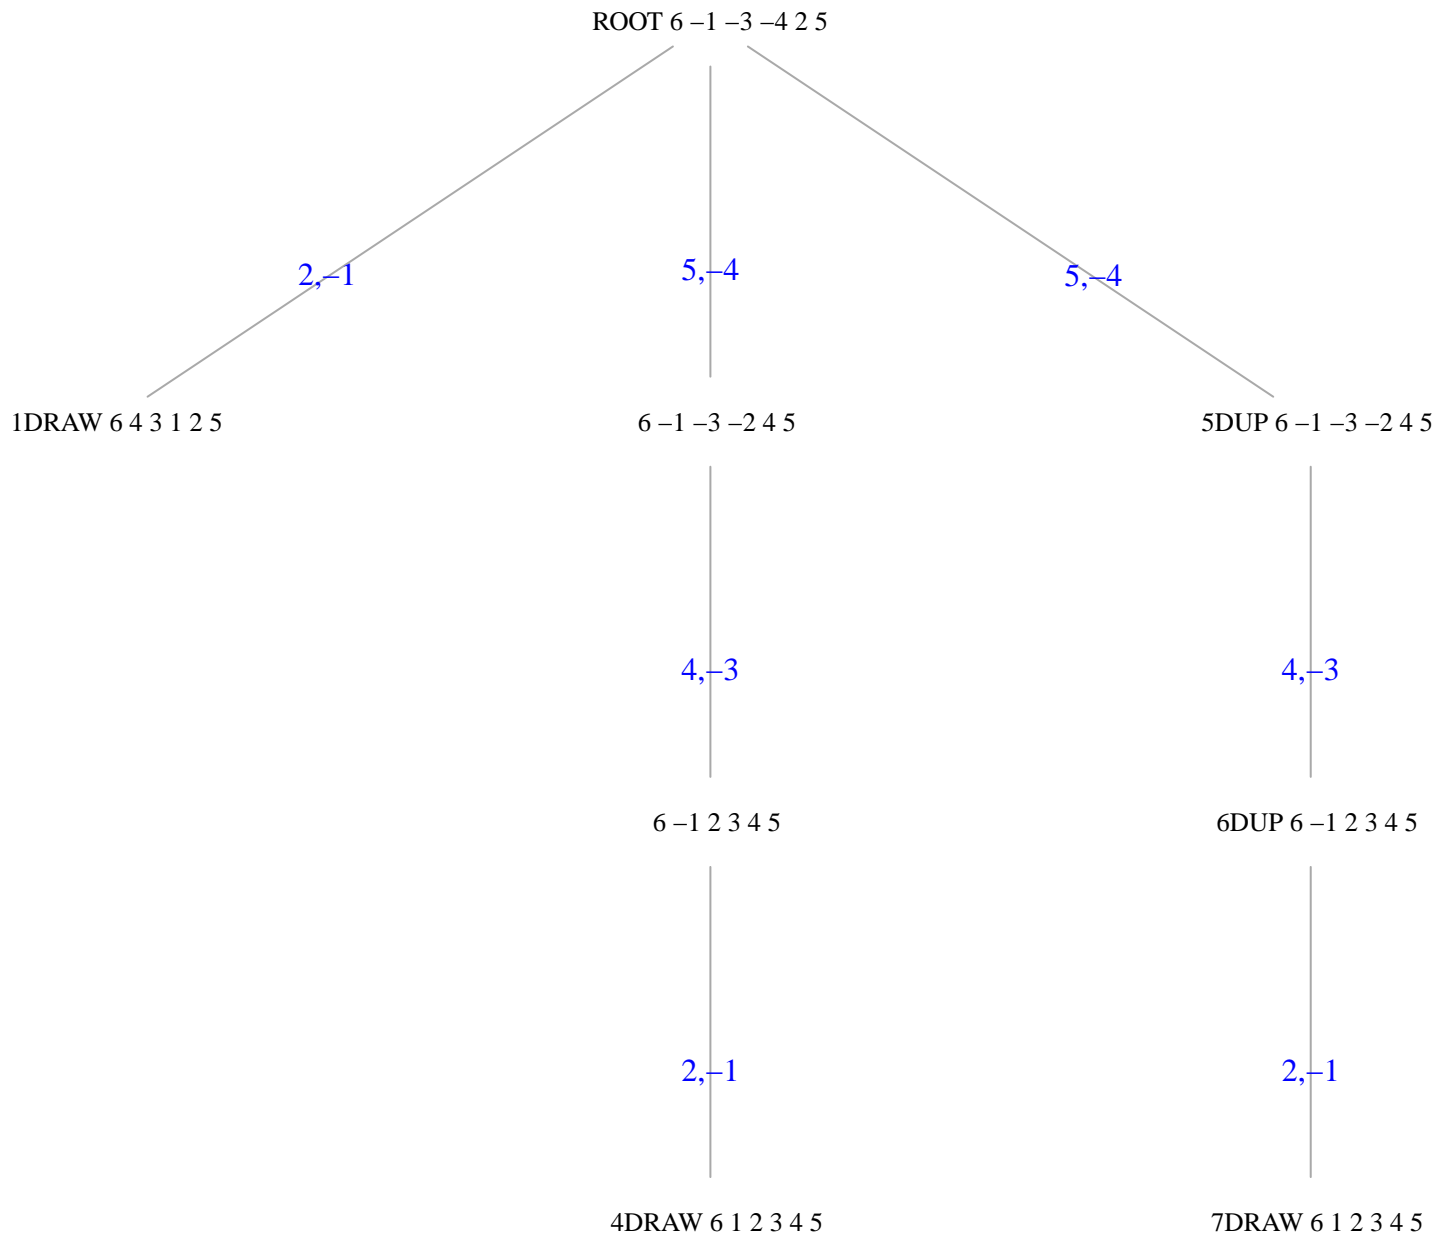 ROOT 6 –1 –3 –4 2 5
2,–1
5,–4
5,–4
1DRAW 6 4 3 1 2 5
6 –1 –3 –2 4 5
5DUP 6 –1 –3 –2 4 5
4,–3
4,–3
6 –1 2 3 4 5
6DUP 6 –1 2 3 4 5
2,–1
2,–1
4DRAW 6 1 2 3 4 5
7DRAW 6 1 2 3 4 5